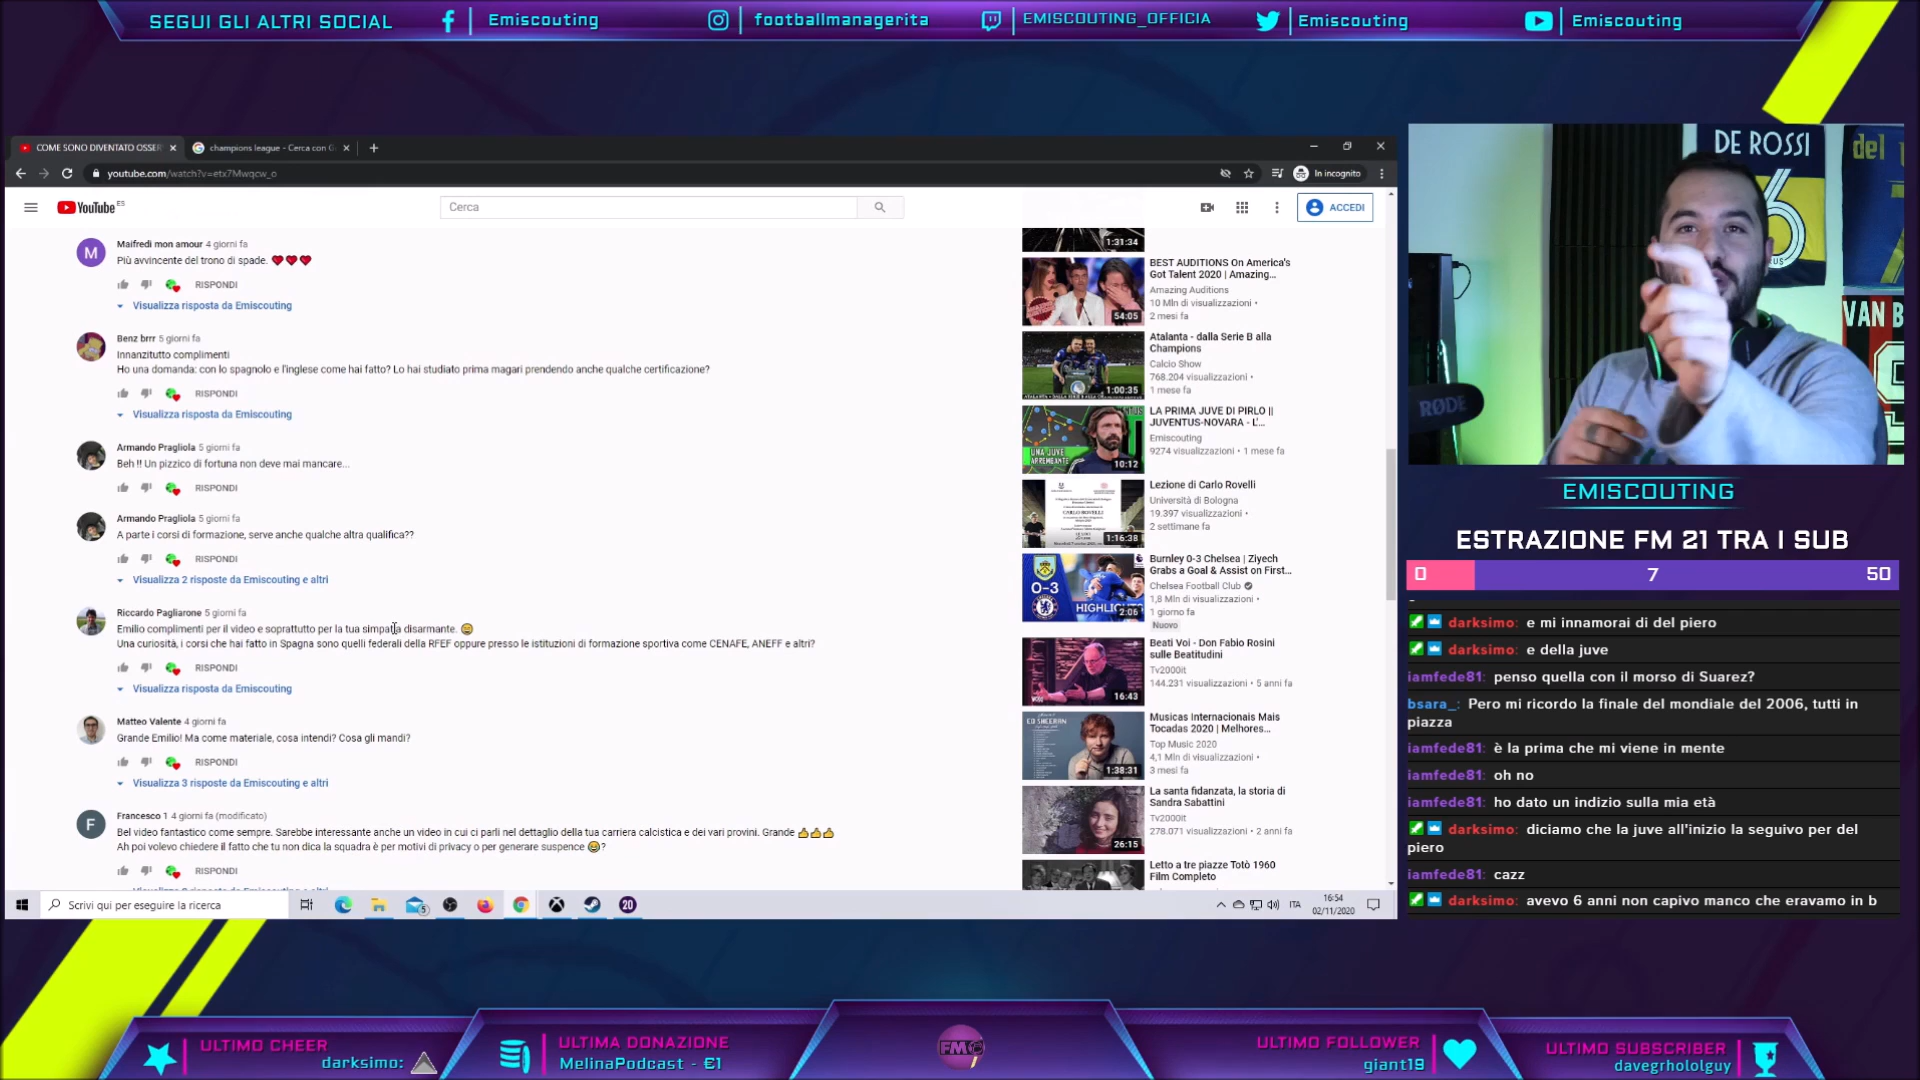 SEGUI GLI ALTRI SOCIAL
Emiscouting
footballmanagerita
EMISCOUTING_OFFICIA
Emiscouting
Emiscouting
COME SONO DIVENTATO OSSER
champions league - Cerca con G
youtube.com/watch?v=etx7Mwqcw_o
In incognito
YouTube ES
Cerca
ACCEDI
Maifredi mon amour 4 giorni fa
Più avvincente del trono di spade.
RISPONDI
Visualizza risposta da Emiscouting
Benz brrr 5 giorni fa
Innanzitutto complimenti
Ho una domanda: con lo spagnolo e l'inglese come hai fatto? Lo hai studiato prima magari prendendo anche qualche certificazione?
RISPONDI
Visualizza risposta da Emiscouting
Armando Pragliola 5 giorni fa
Beh !! Un pizzico di fortuna non deve mai mancare...
RISPONDI
Armando Pragliola 5 giorni fa
A parte i corsi di formazione, serve anche qualche altra qualifica??
RISPONDI
Visualizza 2 risposte da Emiscouting e altri
Riccardo Pagliarone 5 giorni fa
Emilio complimenti per il video e soprattutto per la tua simpatia disarmante.
Una curiosità, i corsi che hai fatto in Spagna sono quelli federali della RFEF oppure presso le istituzioni di formazione sportiva come CENAFE, ANEFF e altri?
RISPONDI
Visualizza risposta da Emiscouting
Matteo Valente 4 giorni fa
Grande Emilio! Ma come materiale, cosa intendi? Cosa gli mandi?
RISPONDI
Visualizza 3 risposte da Emiscouting e altri
F
Francesco 1 4 giorni fa (modificato)
Bel video fantastico come sempre. Sarebbe interessante anche un video in cui ci parli nel dettaglio della tua carriera calcistica e dei vari provini. Grande
Ah poi volevo chiedere il fatto che tu non dica la squadra è per motivi di privacy o per generare suspence ?
RISPONDI
M
1:31:34
BEST AUDITIONS On America's
Got Talent 2020 | Amazing...
Amazing Auditions
10 Mln di visualizzazioni •
2 mesi fa
54:05
Atalanta - dalla Serie B alla
Champions
Calcio Show
768.204 visualizzazioni •
1 mese fa
1:00:35
LA PRIMA JUVE DI PIRLO ||
JUVENTUS-NOVARA - L'...
Emiscouting
9274 visualizzazioni • 1 mese fa
UNA JUVE
ARREMBANTE
10:12
Lezione di Carlo Rovelli
Università di Bologna
19.397 visualizzazioni •
2 settimane fa
CARLO ROVELLI
1:16:38
Burnley 0-3 Chelsea | Ziyech
Grabs a Goal & Assist on First...
Chelsea Football Club
1,8 Mln di visualizzazioni •
1 giorno fa
Nuovo
0-3
HIGHLIGHTS
2:06
Beati Voi - Don Fabio Rosini
sulle Beatitudini
Tv2000it
144.231 visualizzazioni • 5 anni fa
16:43
Musicas Internacionais Mais
Tocadas 2020 | Melhores...
Top Music 2020
4,1 Mln di visualizzazioni •
3 mesi fa
ED SHEERAN
1:38:31
La santa fidanzata, la storia di
Sandra Sabattini
Tv2000it
278.071 visualizzazioni • 2 anni fa
26:15
Letto a tre piazze Totò 1960
Film Completo
Scrivi qui per eseguire la ricerca
5
20
ITA
16:54
02/11/2020
DE ROSSI
6
del
VAN B
9
RØDE
EMISCOUTING
ESTRAZIONE FM 21 TRA I SUB
0 7 50
darksimo: e mi innamorai di del piero
darksimo: e della juve
iamfede81: penso quella con il morso di Suarez?
bsara_: Pero mi ricordo la finale del mondiale del 2006, tutti in
piazza
iamfede81: è la prima che mi viene in mente
iamfede81: oh no
iamfede81: ho dato un indizio sulla mia età
darksimo: diciamo che la juve all'inizio la seguivo per del
piero
iamfede81: cazz
darksimo: avevo 6 anni non capivo manco che eravamo in b
ULTIMO CHEER
darksimo:
ULTIMA DONAZIONE
MelinaPodcast - €1
FMC
ULTIMO FOLLOWER
giant19
ULTIMO SUBSCRIBER
davegrhololguy